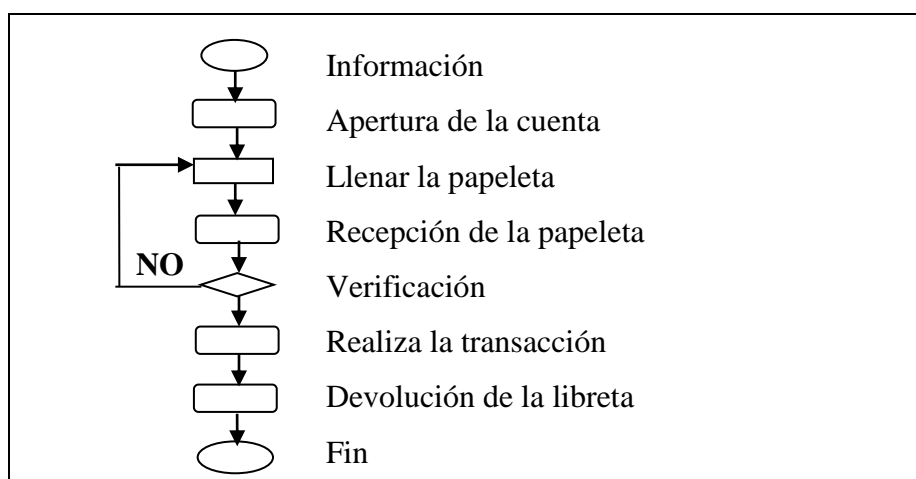 Información
Apertura de la cuenta
Llenar la papeleta
Recepción de la papeleta
NO
Verificación
Realiza la transacción
Devolución de la libreta
Fin